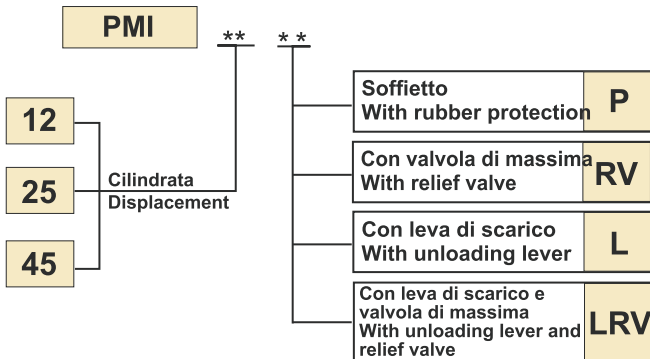 PMI
** **
12
25
45
Cilindrata
Displacement
Soffietto
With rubber protection
P
Con valvola di massima
With relief valve
RV
Con leva di scarico
With unloading lever
L
Con leva di scarico e
valvola di massima
With unloading lever and
relief valve
LRV